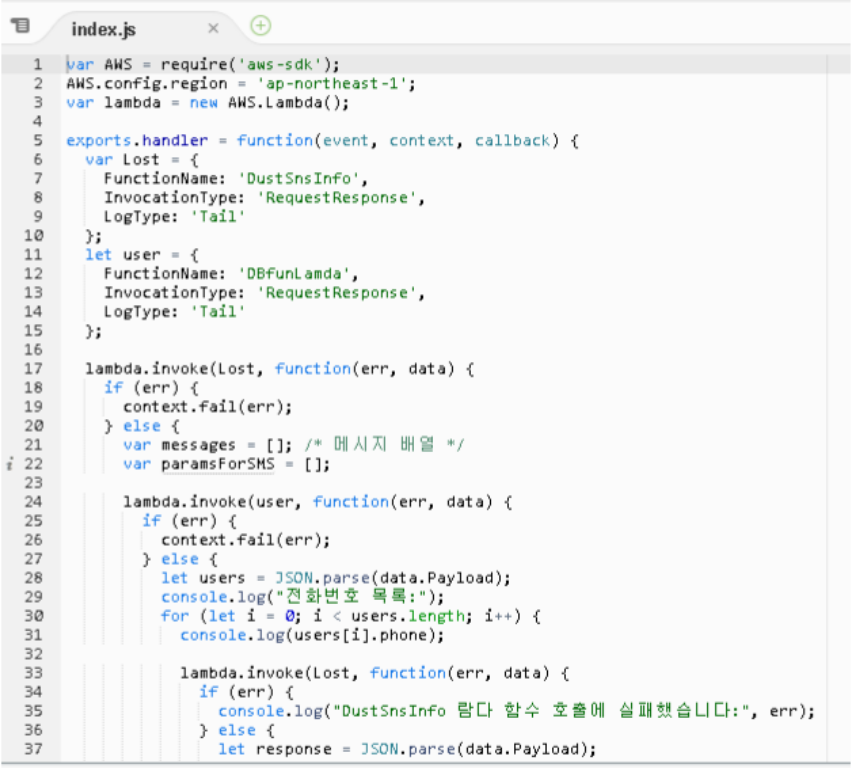 index.js
1 var AWS = require('aws-sdk');
2 AWS.config.region = 'ap-northeast-1';
3 var lambda = new AWS.Lambda();
4
5 exports.handler = function(event, context, callback) {
6 var Lost = {
7 FunctionName: 'DustSnsInfo',
8 InvocationType: 'RequestResponse',
9 LogType: 'Tail'
10 };
11 let user = {
12 FunctionName: 'DBfunLamda',
13 InvocationType: 'RequestResponse',
14 LogType: 'Tail'
15 };
16
17 lambda.invoke(Lost, function(err, data) {
18 if (err) {
19 context.fail(err);
20 } else {
21 var messages = []; /* 메시지 배열 */
22 var paramsForSMS = [];
23
24 lambda.invoke(user, function(err, data) {
25 if (err) {
26 context.fail(err);
27 } else {
28 let users = JSON.parse(data.Payload);
29 console.log("전화번호 목록:");
30 for (let i = 0; i < users.length; i++) {
31 console.log(users[i].phone);
32
33 lambda.invoke(Lost, function(err, data) {
34 if (err) {
35 console.log("DustSnsInfo 람다 함수 호출에 실패했습니다:", err);
36 } else {
37 let response = JSON.parse(data.Payload);